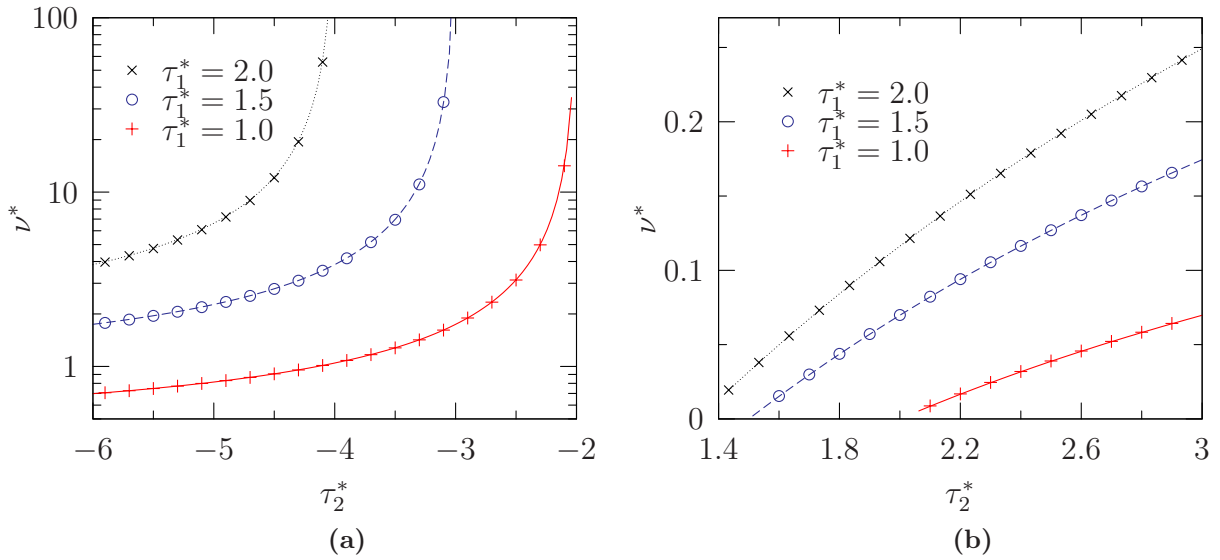 100
10
1
ν*
τ₁* = 2.0
τ₁* = 1.5
τ₁* = 1.0
−6 −5 −4 −3 −2
τ₂*
(a)
0.2
0.1
0
ν*
τ₁* = 2.0
τ₁* = 1.5
τ₁* = 1.0
1.4 1.8 2.2 2.6 3
τ₂*
(b)